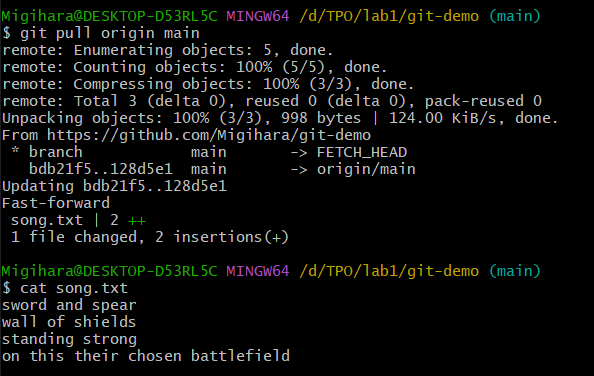 Migihara@DESKTOP-D53RL5C MINGW64 /d/TPO/lab1/git-demo (main)
$ git pull origin main
remote: Enumerating objects: 5, done.
remote: Counting objects: 100% (5/5), done.
remote: Compressing objects: 100% (3/3), done.
remote: Total 3 (delta 0), reused 0 (delta 0), pack-reused 0
Unpacking objects: 100% (3/3), 998 bytes | 124.00 KiB/s, done.
From https://github.com/Migihara/git-demo
 * branch            main       -> FETCH_HEAD
   bdb21f5..128d5e1  main       -> origin/main
Updating bdb21f5..128d5e1
Fast-forward
 song.txt | 2 ++
 1 file changed, 2 insertions(+)
Migihara@DESKTOP-D53RL5C MINGW64 /d/TPO/lab1/git-demo (main)
$ cat song.txt
sword and spear
wall of shields
standing strong
on this their chosen battlefield